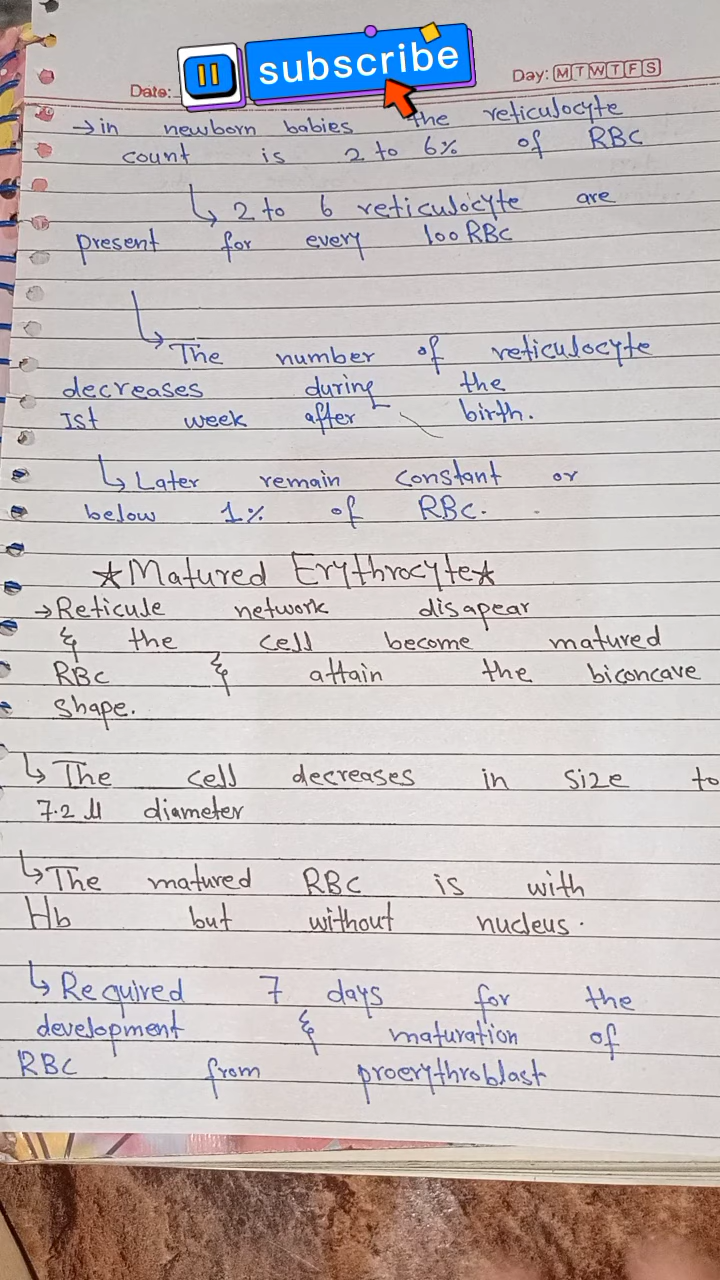 subscribe
Date:
Day: M T W T F S
→in newborn babies the reticulocyte
count is 2 to 6% of RBC
↳ 2 to 6 reticulocyte are
present for every 100 RBC
↳ The number of reticulocyte
decreases during the
Ist week after birth.
↳ Later remain constant or
below 1% of RBC.
★Matured Erythrocyte★
→Reticule network disapear
& the cell become matured
RBC & attain the biconcave
shape.
↳ The cell decreases in size to
7.2 µ diameter
↳The matured RBC is with
Hb but without nucleus.
↳ Required 7 days for the
development & maturation of
RBC from proerythroblast